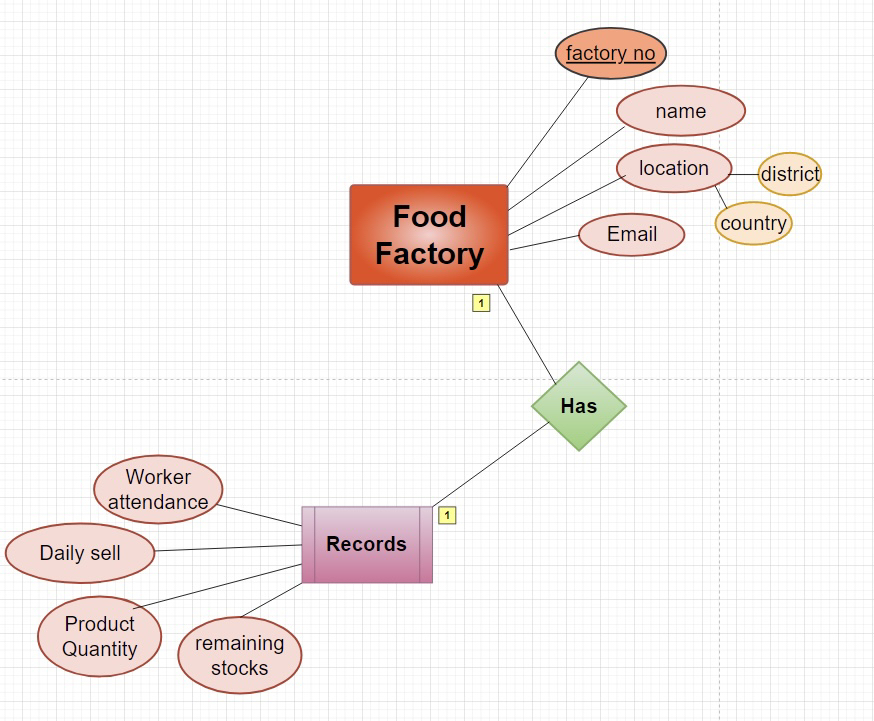 factory no
name
location
district
country
Email
Food
Factory
1
Has
1
Records
Worker
attendance
Daily sell
Product
Quantity
remaining
stocks